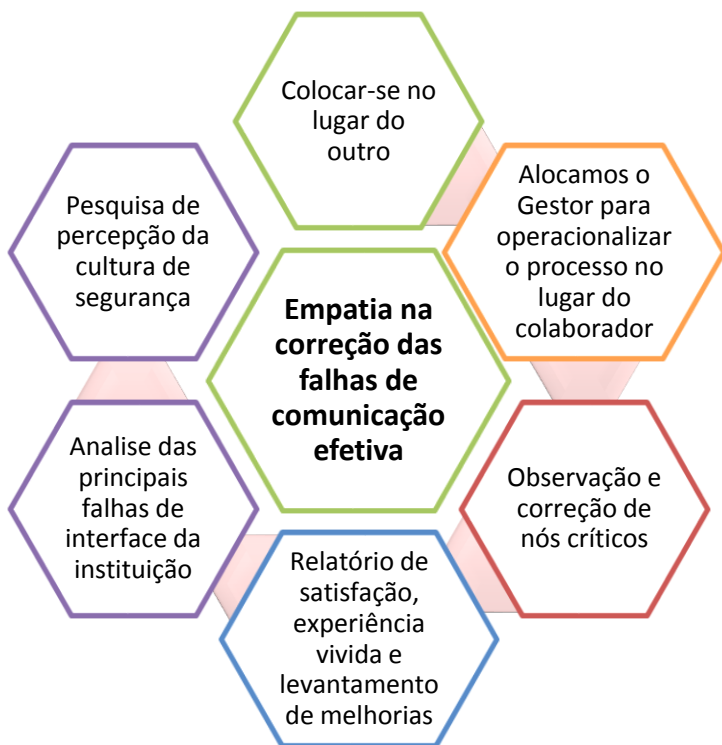 Colocar-se no
lugar do
outro
Alocamos o
Gestor para
operacionalizar
o processo no
lugar do
colaborador
Observação e
correção de
nós críticos
Relatório de
satisfação,
experiência
vivida e
levantamento
de melhorias
Analise das
principais
falhas de
interface da
instituição
Pesquisa de
percepção da
cultura de
segurança
Empatia na
correção das
falhas de
comunicação
efetiva